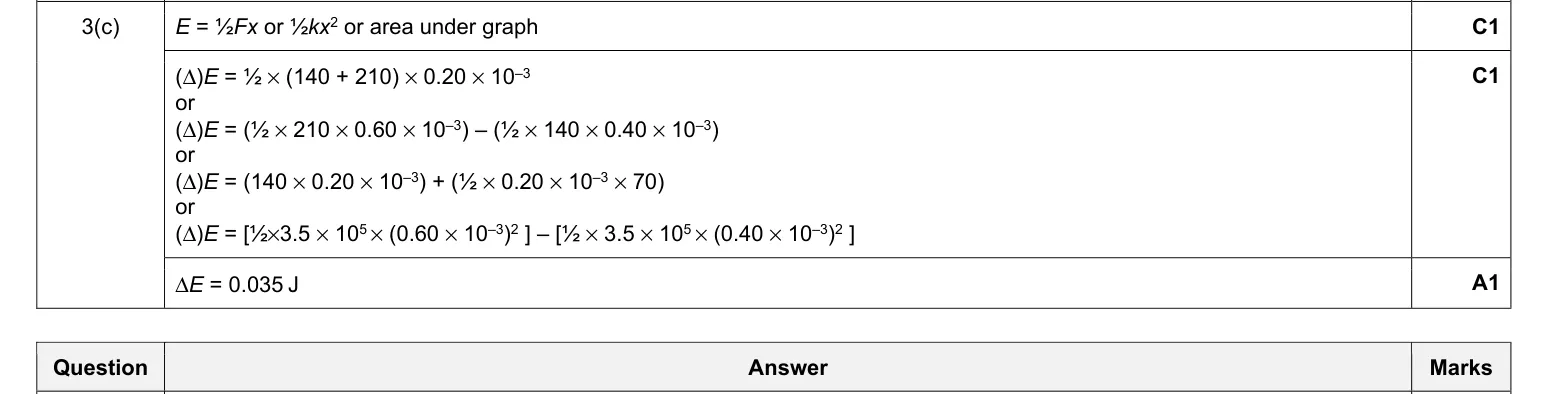 3(c) E = ½Fx or ½kx² or area under graph C1
(Δ)E = ½ × (140 + 210) × 0.20 × 10⁻³ C1
or
(Δ)E = (½ × 210 × 0.60 × 10⁻³) – (½ × 140 × 0.40 × 10⁻³)
or
(Δ)E = (140 × 0.20 × 10⁻³) + (½ × 0.20 × 10⁻³ × 70)
or
(Δ)E = [½×3.5 × 10⁵ × (0.60 × 10⁻³)² ] – [½ × 3.5 × 10⁵ × (0.40 × 10⁻³)² ]
ΔE = 0.035 J A1
Question Answer Marks